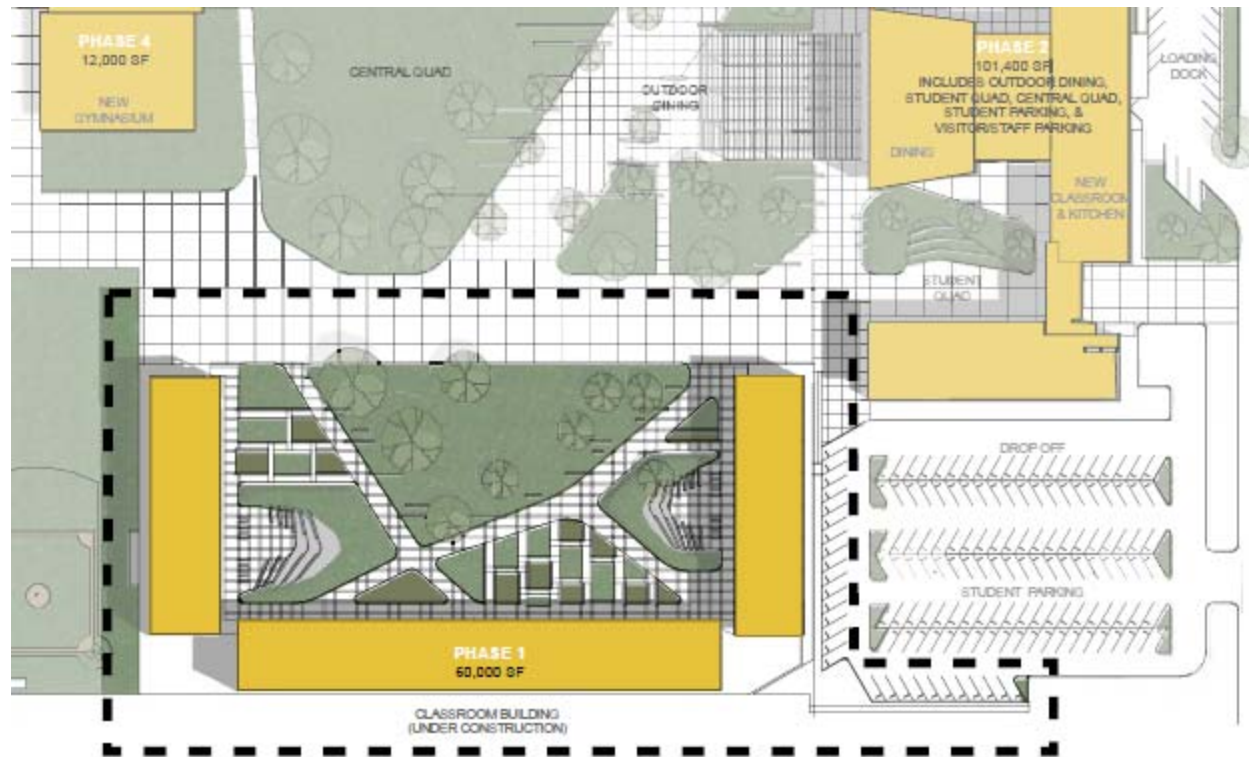 PHASE 4
12,000 SF
NEW
GYMNASIUM
CENTRAL QUAD
OUTDOOR
DINING
PHASE 2
101,400 SF
INCLUDES OUTDOOR DINING,
STUDENT QUAD, CENTRAL QUAD,
STUDENT PARKING, &
VISITOR/STAFF PARKING
DINING
LOADING
DOCK
NEW
CLASSROOM
& KITCHEN
STUDENT
QUAD
DROP OFF
STUDENT PARKING
PHASE 1
60,000 SF
CLASSROOM BUILDING
(UNDER CONSTRUCTION)